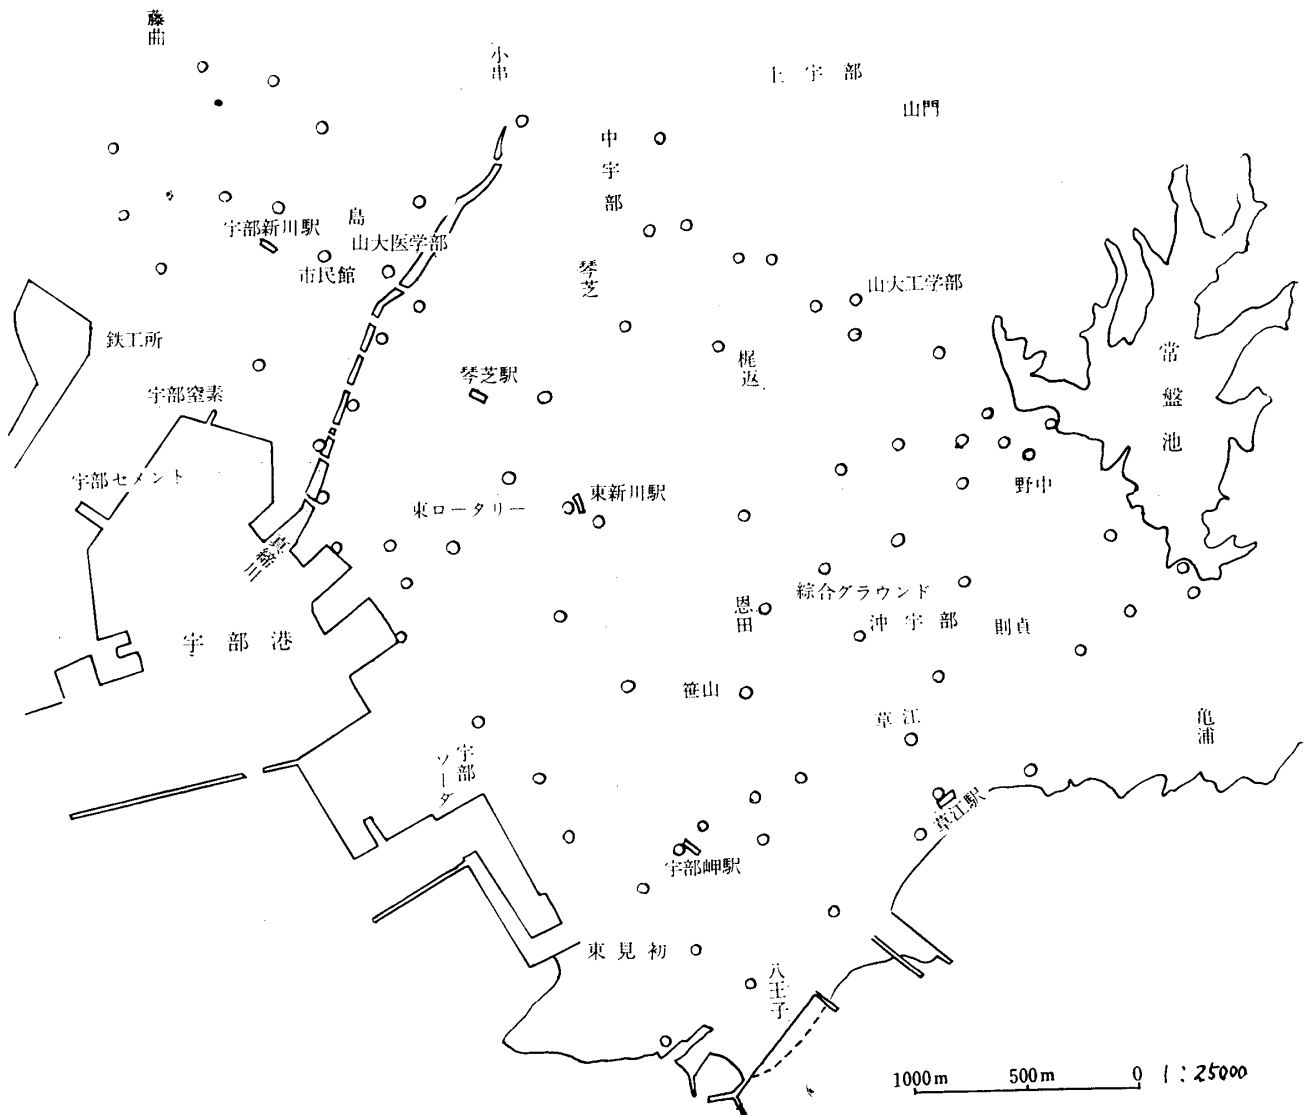 藤曲
小串
上宇部
山門
中宇部
宇部新川駅
島
山大医学部
市民館
琴芝
山大工学部
鉄工所
梶返
常盤池
宇部窒素
琴芝駅
宇部セメント
東ロータリー
東新川駅
野中
真締川
綜合グラウンド
恩田
沖宇部
則貞
宇部港
笹山
草江
亀浦
宇部
ソーダ
草江駅
宇部岬駅
東見初
八王子
1000m 500m 0 1:25000